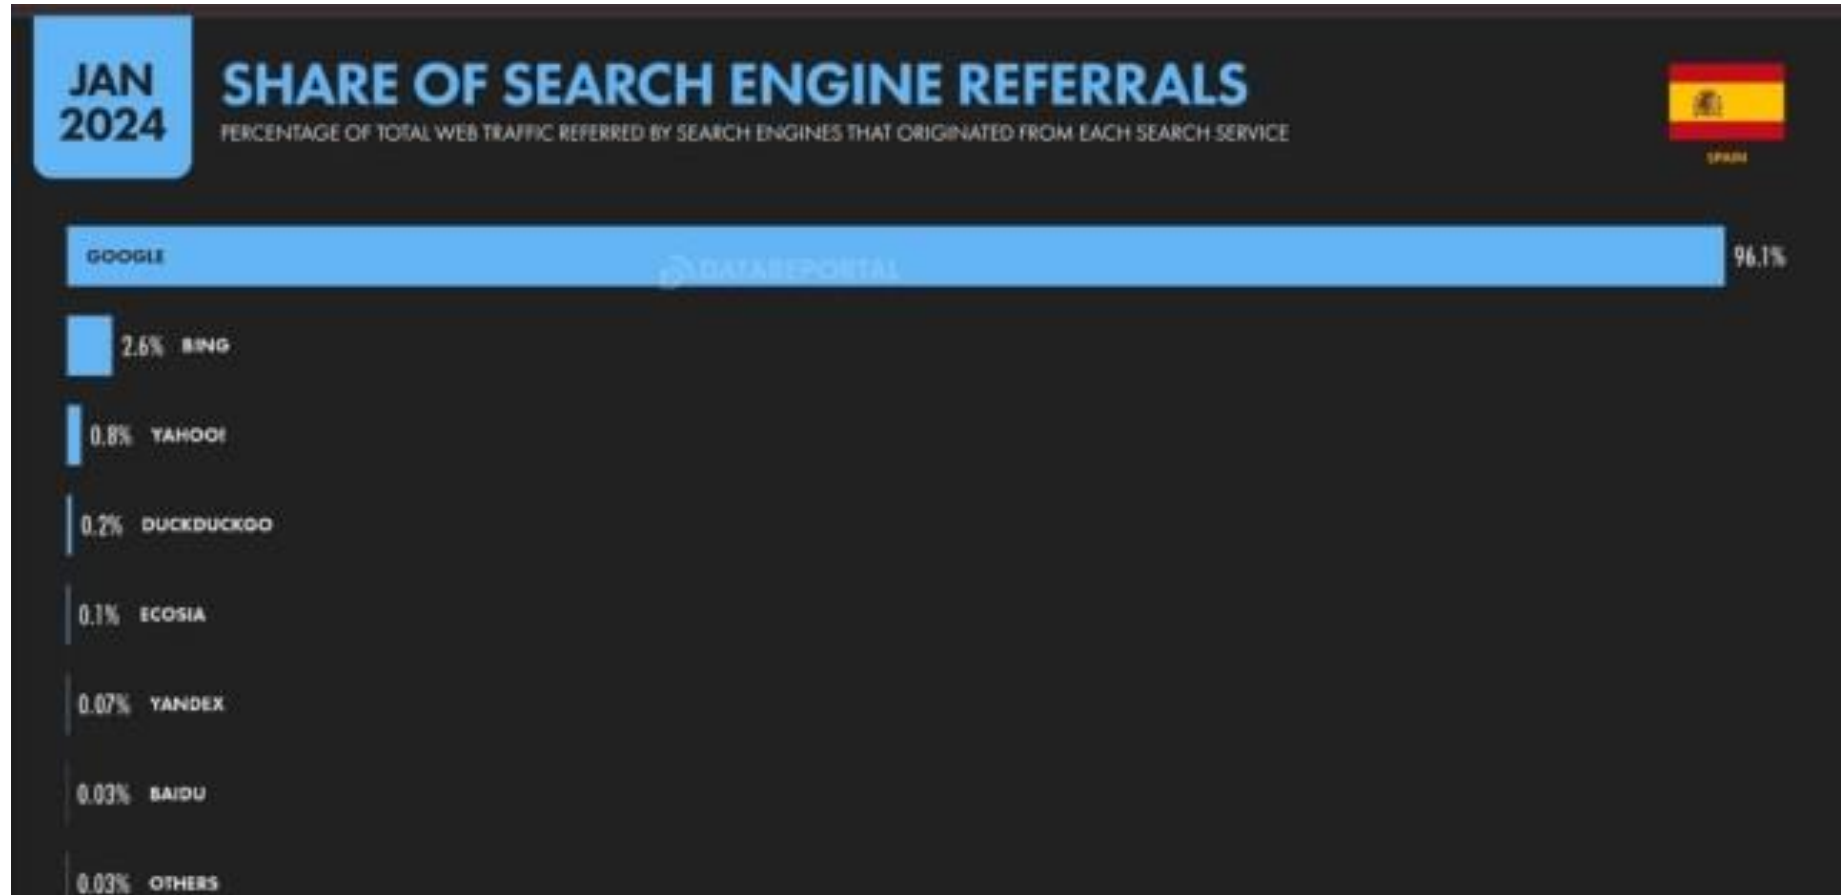 JAN
2024
SHARE OF SEARCH ENGINE REFERRALS
PERCENTAGE OF TOTAL WEB TRAFFIC REFERRED BY SEARCH ENGINES THAT ORIGINATED FROM EACH SEARCH SERVICE
SPAIN
GOOGLE 96.1%
DATAREPORTAL
2.6% BING
0.8% YAHOO!
0.2% DUCKDUCKGO
0.1% ECOSIA
0.07% YANDEX
0.03% BAIDU
0.03% OTHERS